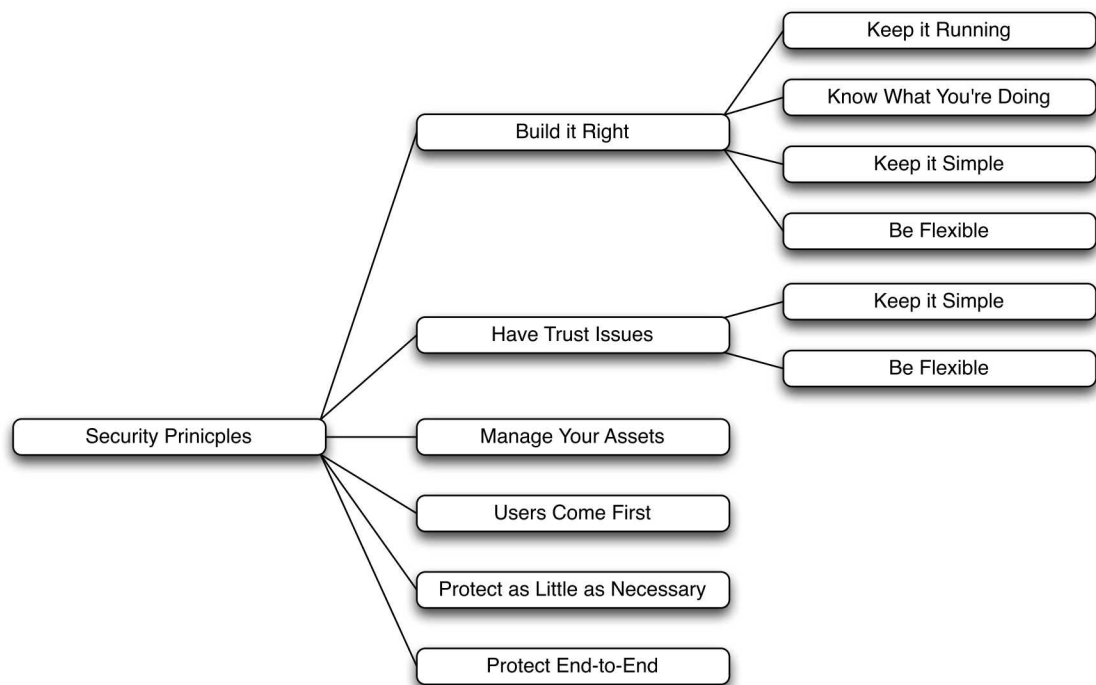 Keep it Running
Know What You're Doing
Build it Right
Keep it Simple
Be Flexible
Keep it Simple
Have Trust Issues
Be Flexible
Security Prinicples
Manage Your Assets
Users Come First
Protect as Little as Necessary
Protect End-to-End